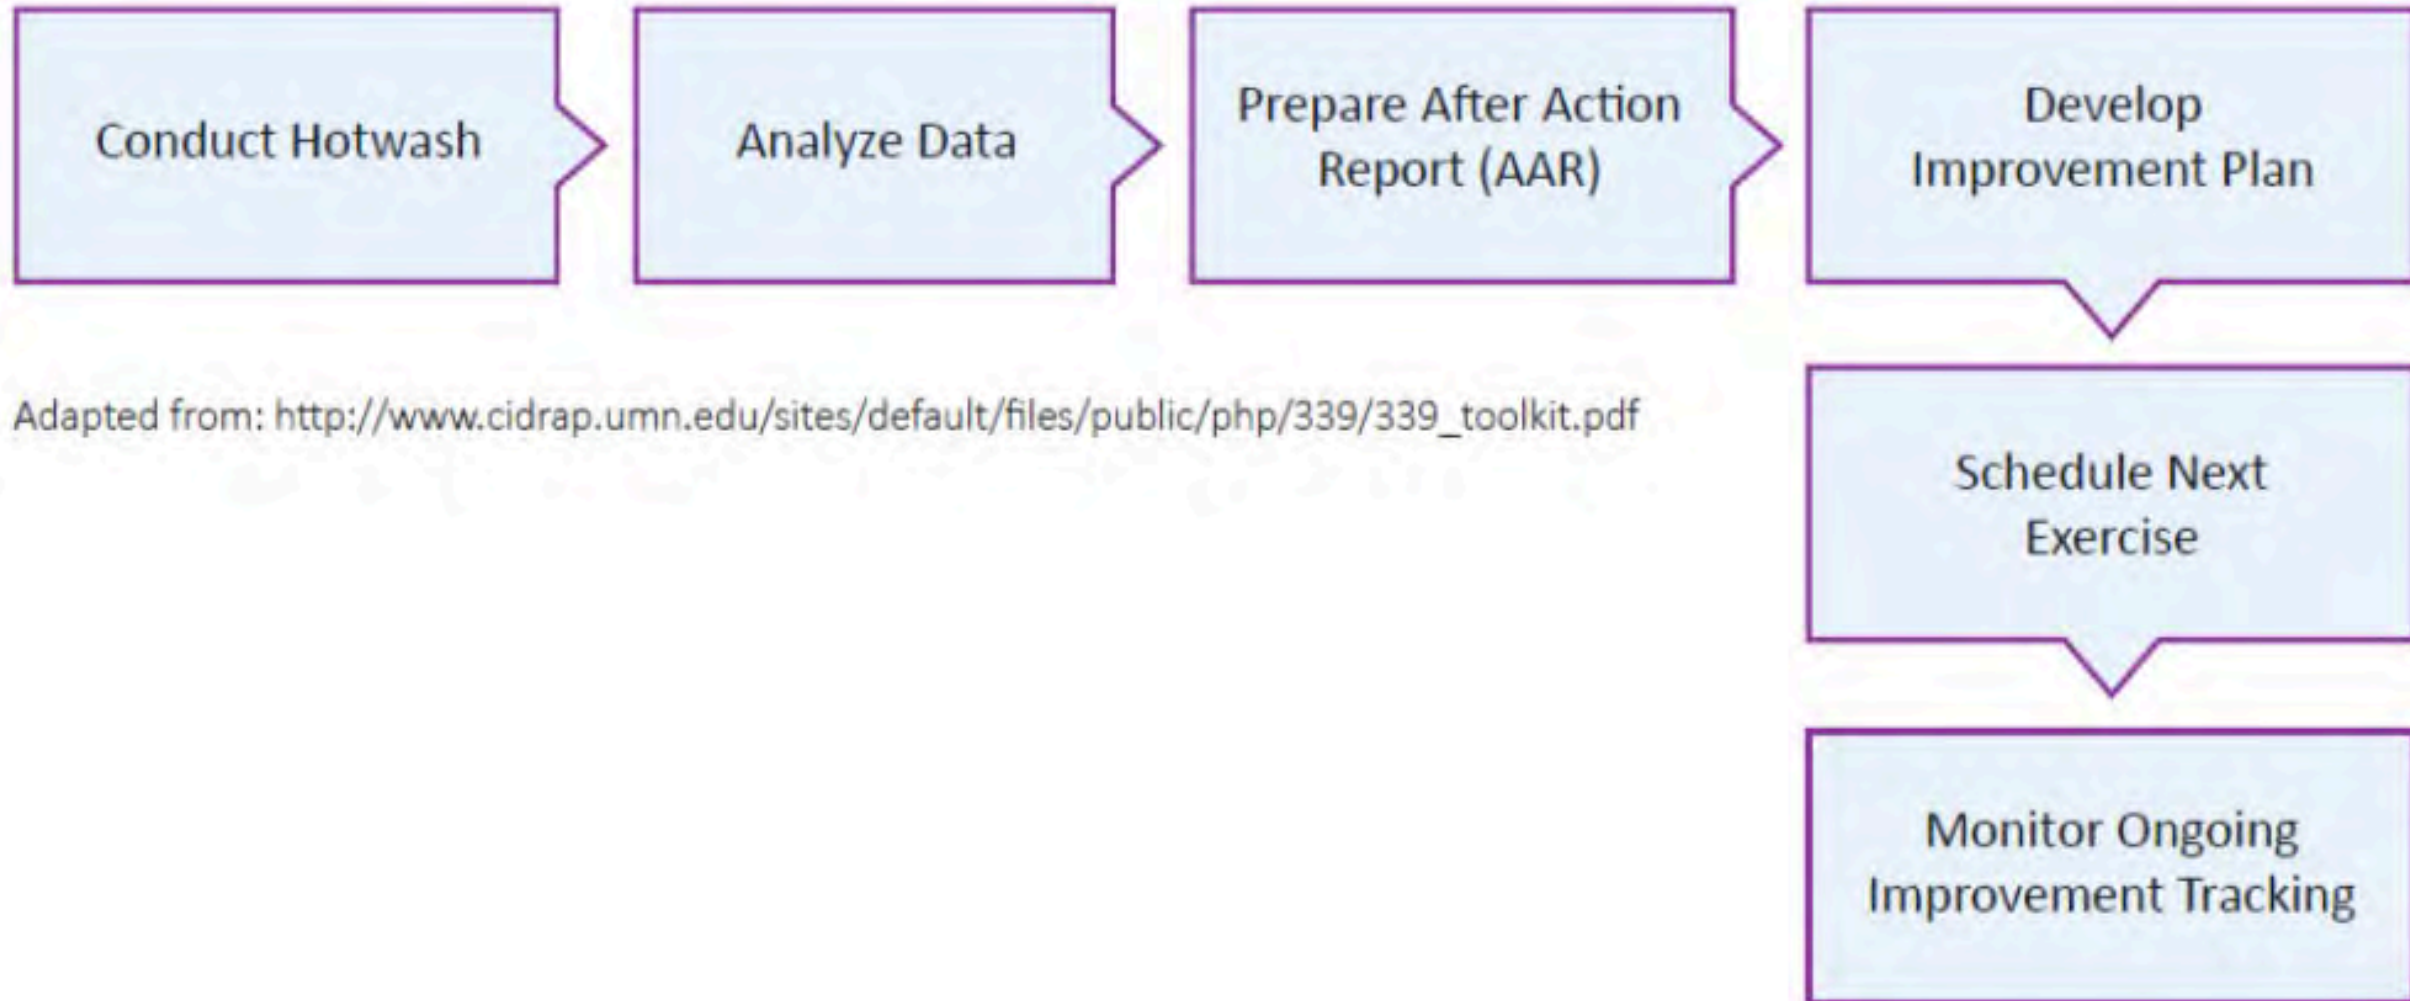 Conduct Hotwash
Analyze Data
Prepare After Action
Report (AAR)
Develop
Improvement Plan
Adapted from: http://www.cidrap.umn.edu/sites/default/files/public/php/339/339_toolkit.pdf
Schedule Next
Exercise
Monitor Ongoing
Improvement Tracking